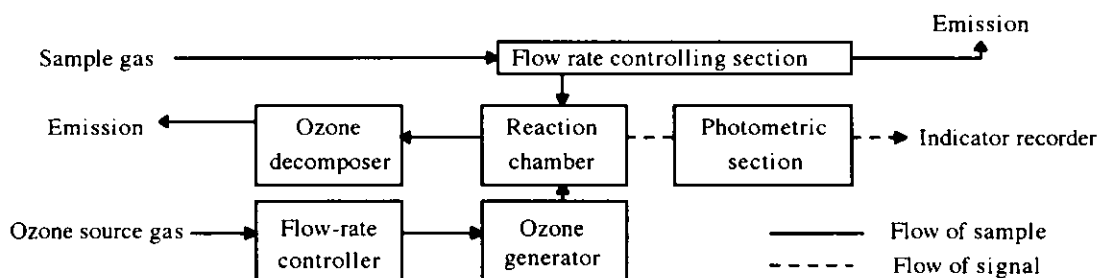 Emission
Sample gas
Flow rate controlling section
Emission
Ozone
decomposer
Reaction
chamber
Photometric
section
Indicator recorder
Ozone source gas
Flow-rate
controller
Ozone
generator
Flow of sample
Flow of signal